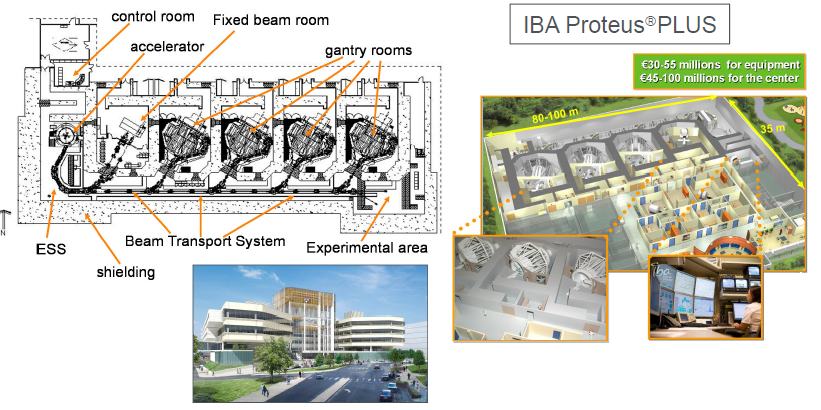 control room
Fixed beam room
accelerator
gantry rooms
ESS
Beam Transport System
Experimental area
shielding
N
IBA Proteus®PLUS
€30-55 millions for equipment
€45-100 millions for the center
80-100 m
35 m
iba